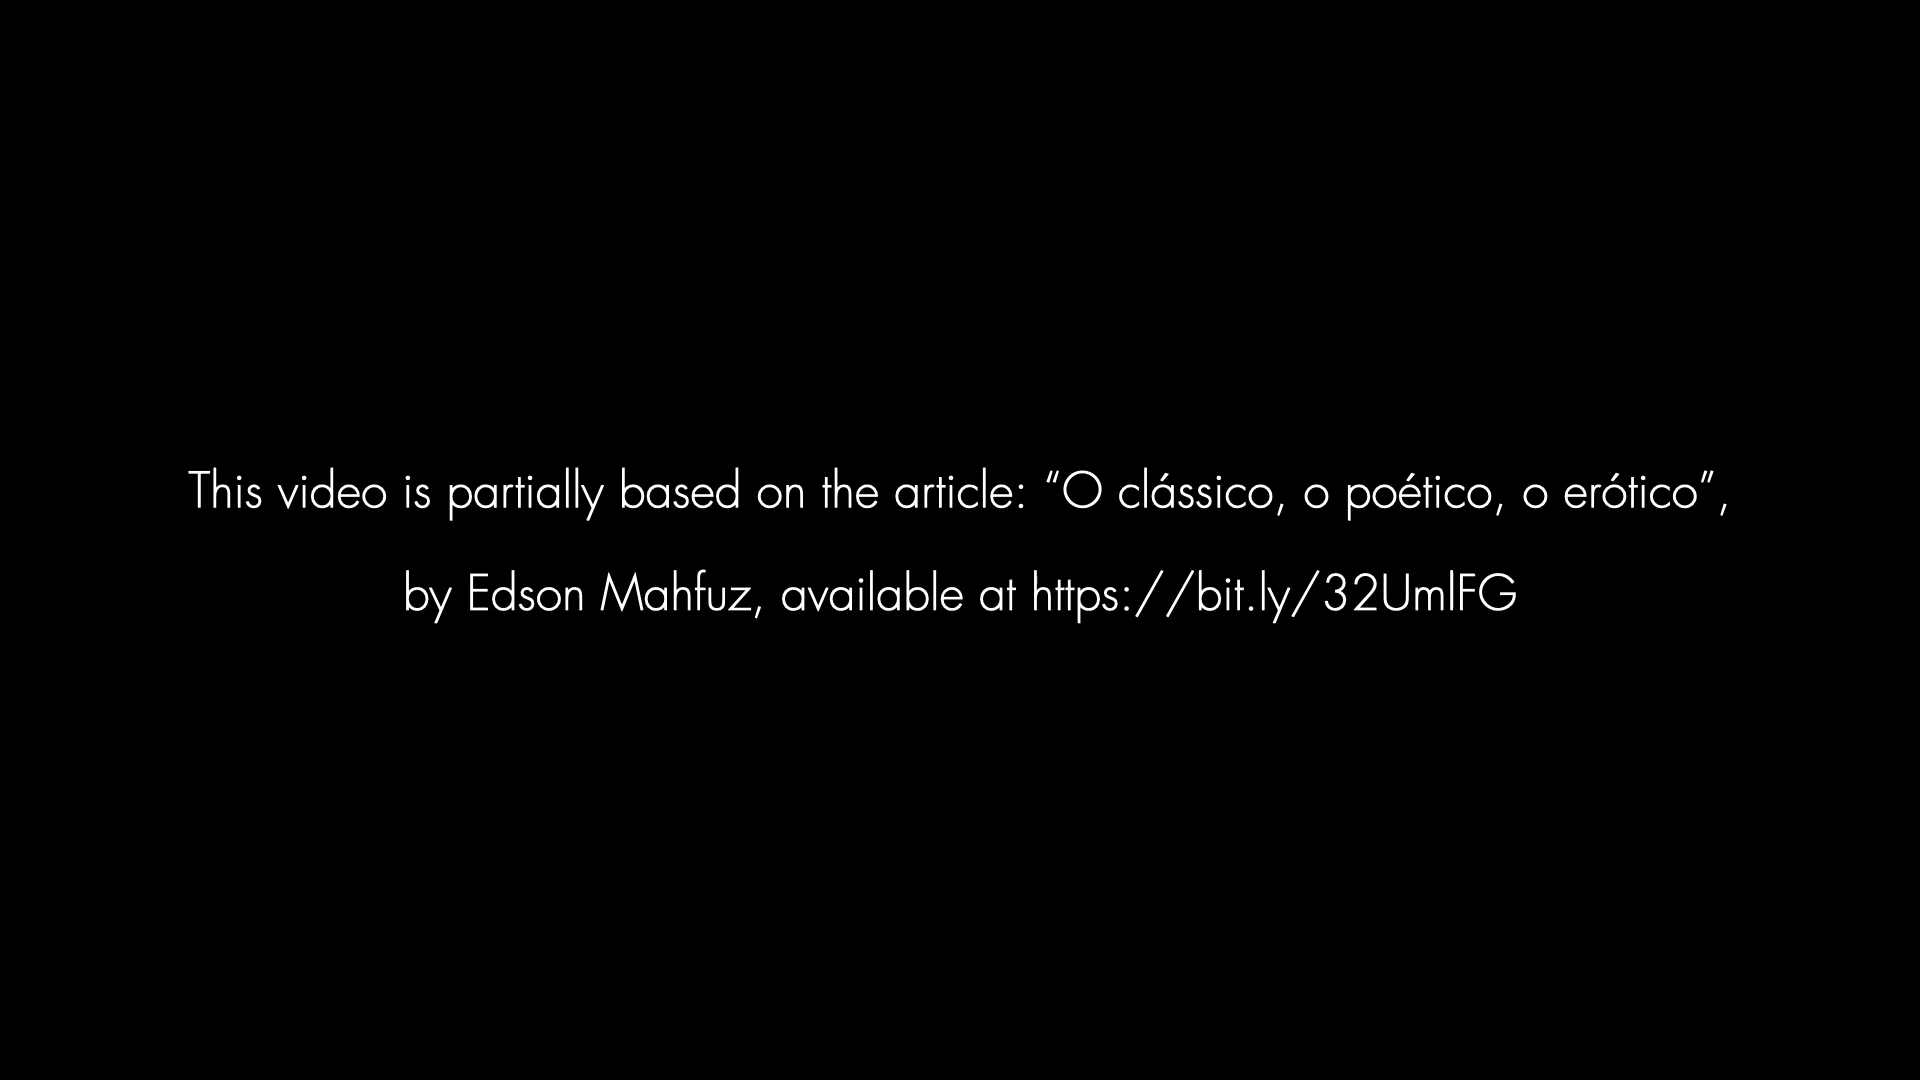 This video is partially based on the article: “O clássico, o poético, o erótico”,
by Edson Mahfuz, available at https://bit.ly/32UmlFG